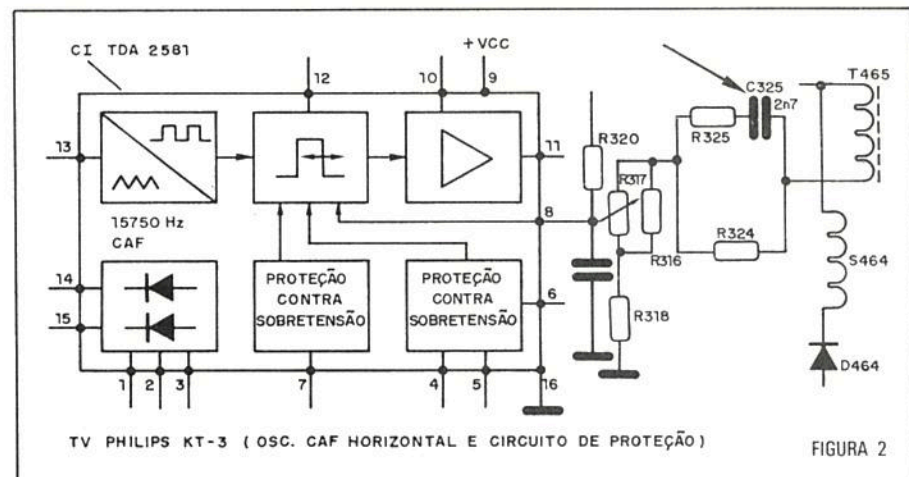 CI TDA 2581
+VCC
12
10
9
C325
2n7
T465
R325
R320
13
11
R317
8
15750 Hz
CAF
R324
R316
S464
14
PROTEÇÃO
CONTRA
SOBRETENSÃO
PROTEÇÃO
CONTRA
SOBRETENSÃO
6
15
R318
D464
1
2
3
7
4
5
16
TV PHILIPS KT-3 (OSC. CAF HORIZONTAL E CIRCUITO DE PROTEÇÃO)
FIGURA 2